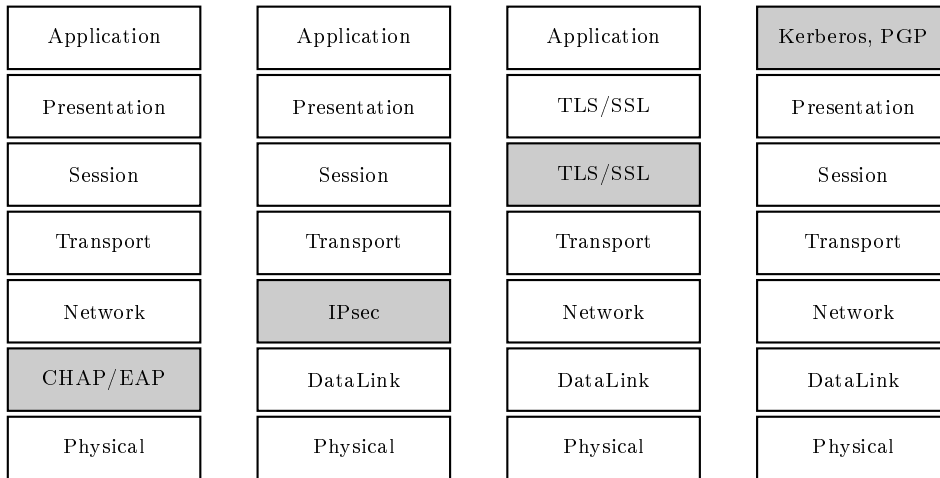 Application
Presentation
Session
Transport
Network
CHAP/EAP
Physical
Application
Presentation
Session
Transport
IPsec
DataLink
Physical
Application
TLS/SSL
TLS/SSL
Transport
Network
DataLink
Physical
Kerberos, PGP
Presentation
Session
Transport
Network
DataLink
Physical